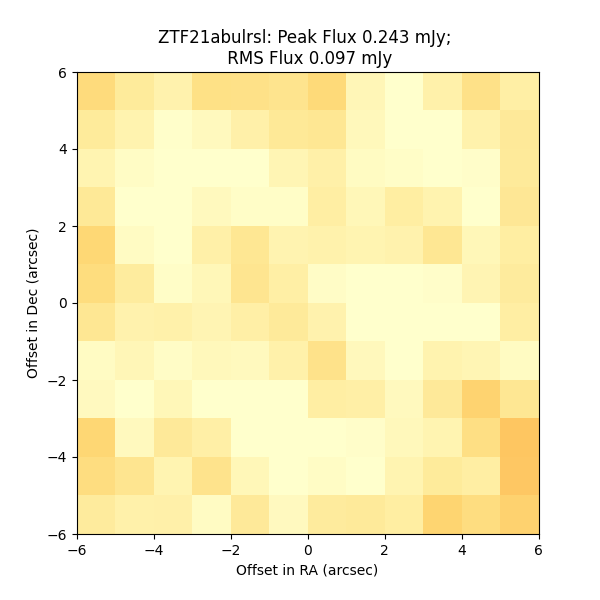 ZTF21abulrsl: Peak Flux 0.243 mJy;
RMS Flux 0.097 mJy
6
4
2
0
−2
−4
−6
Offset in Dec (arcsec)
−6 −4 −2 0 2 4 6
Offset in RA (arcsec)